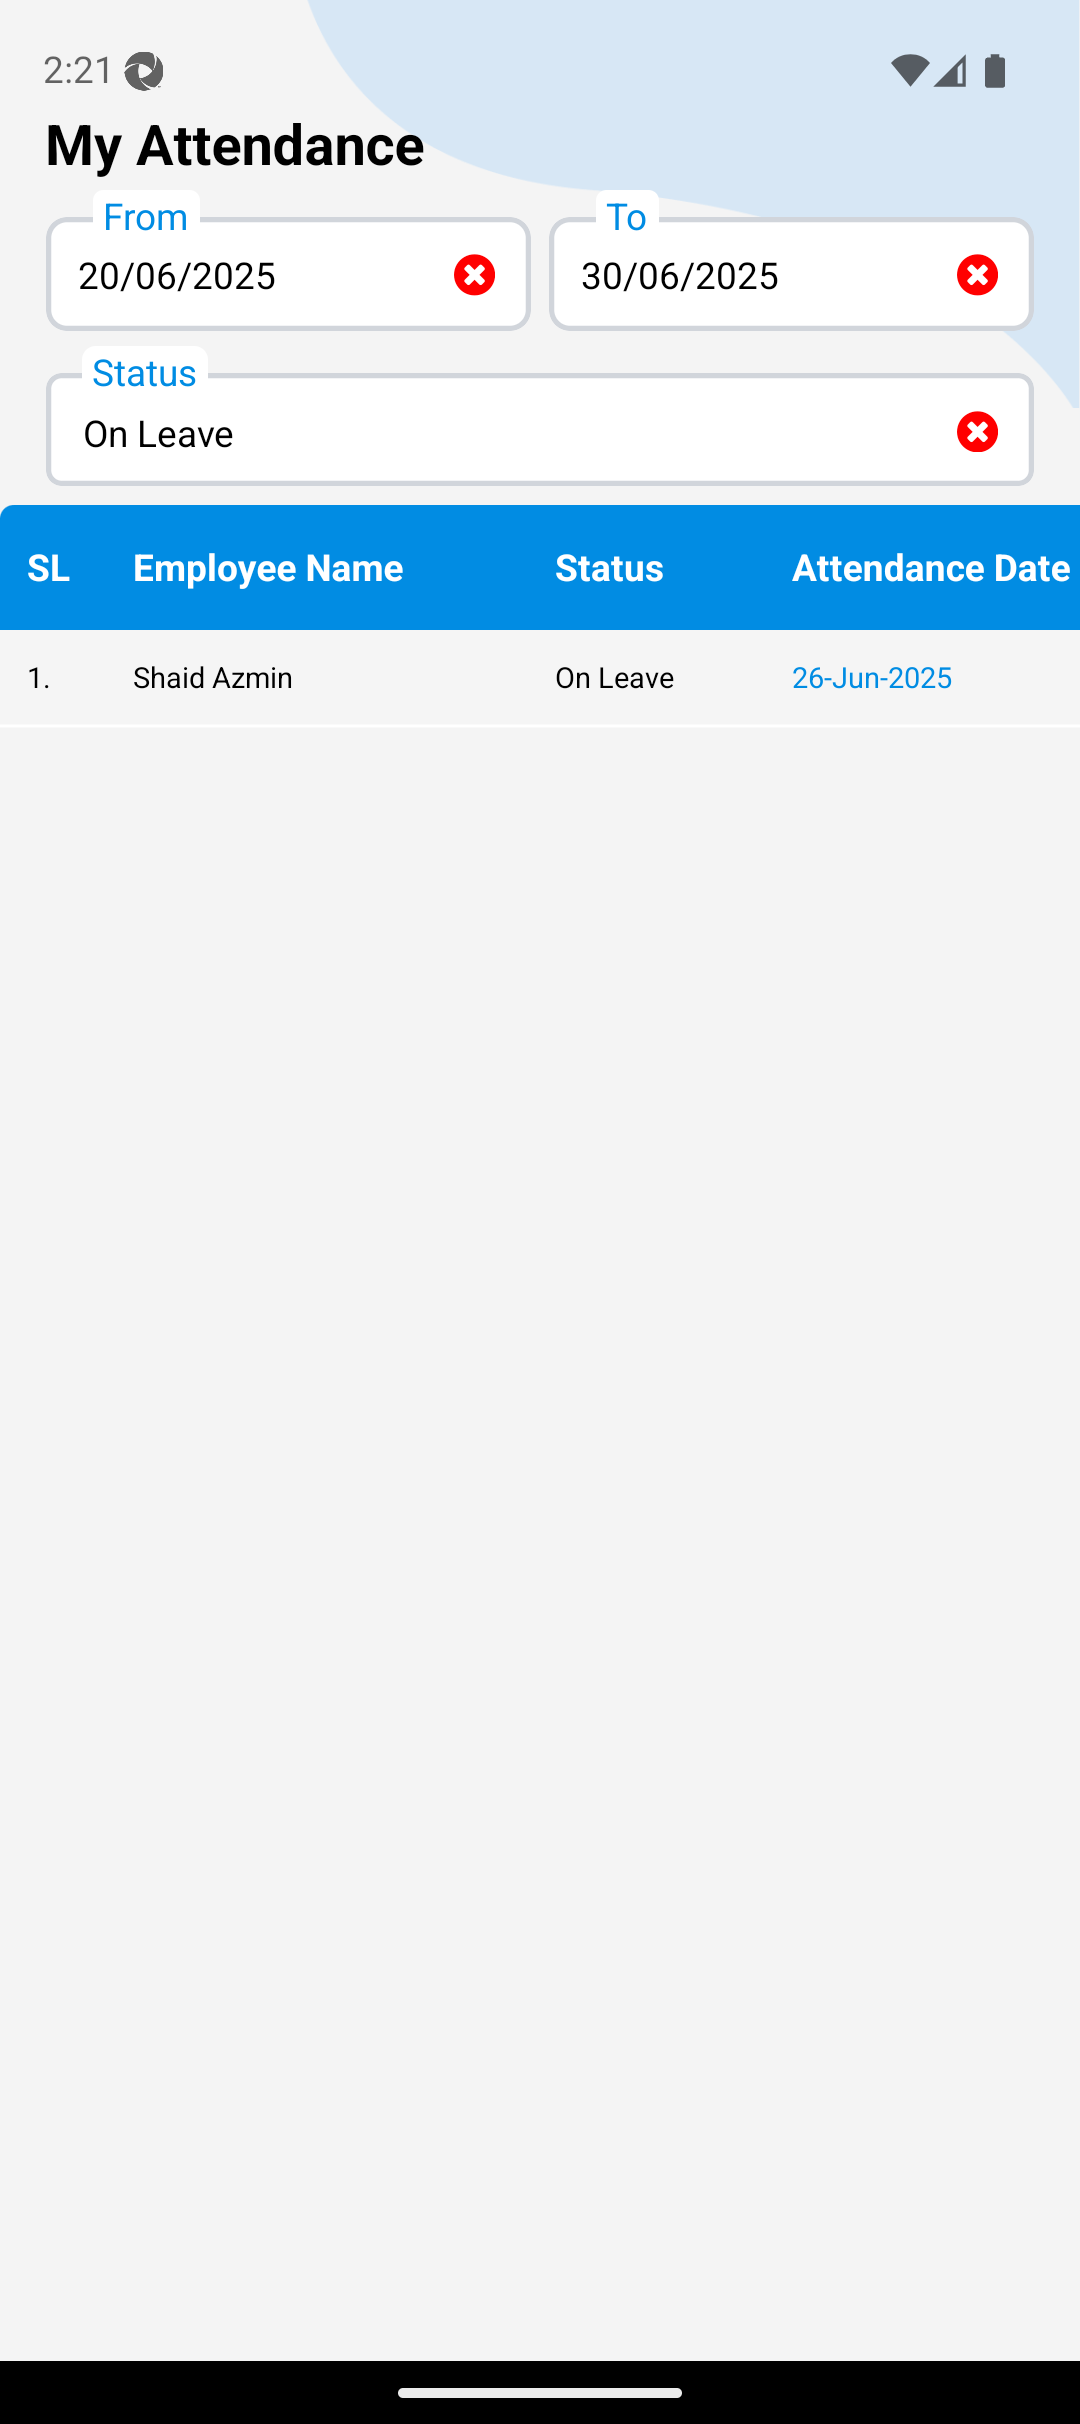 2:21
My Attendance
From
To
20/06/2025
30/06/2025
Status
On Leave
SL Employee Name Status Attendance Date
1. Shaid Azmin On Leave 26-Jun-2025